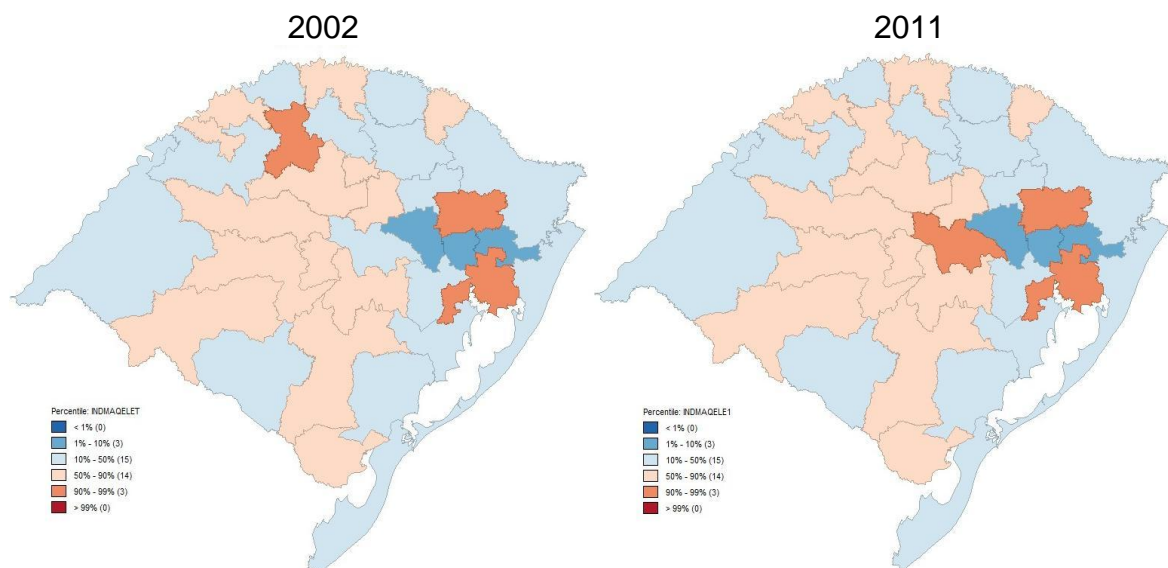 2002
2011
Percentile: INDMAQELET
< 1% (0)
1% - 10% (3)
10% - 50% (15)
50% - 90% (14)
90% - 99% (3)
> 99% (0)
Percentile: INDMAQELE1
< 1% (0)
1% - 10% (3)
10% - 50% (15)
50% - 90% (14)
90% - 99% (3)
> 99% (0)